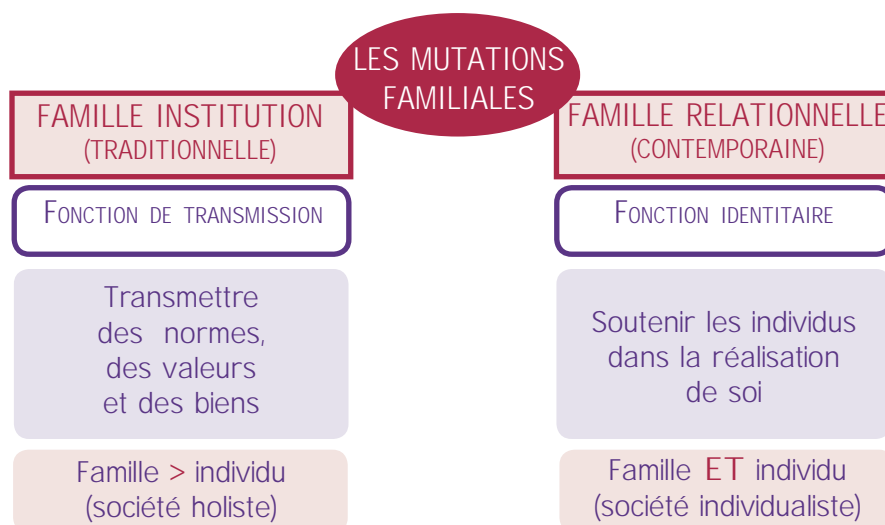 LES MUTATIONS
FAMILIALES
FAMILLE INSTITUTION
(TRADITIONNELLE)
FONCTION DE TRANSMISSION
Transmettre
des normes,
des valeurs
et des biens
Famille > individu
(société holiste)
FAMILLE RELATIONNELLE
(CONTEMPORAINE)
FONCTION IDENTITAIRE
Soutenir les individus
dans la réalisation
de soi
Famille ET individu
(société individualiste)